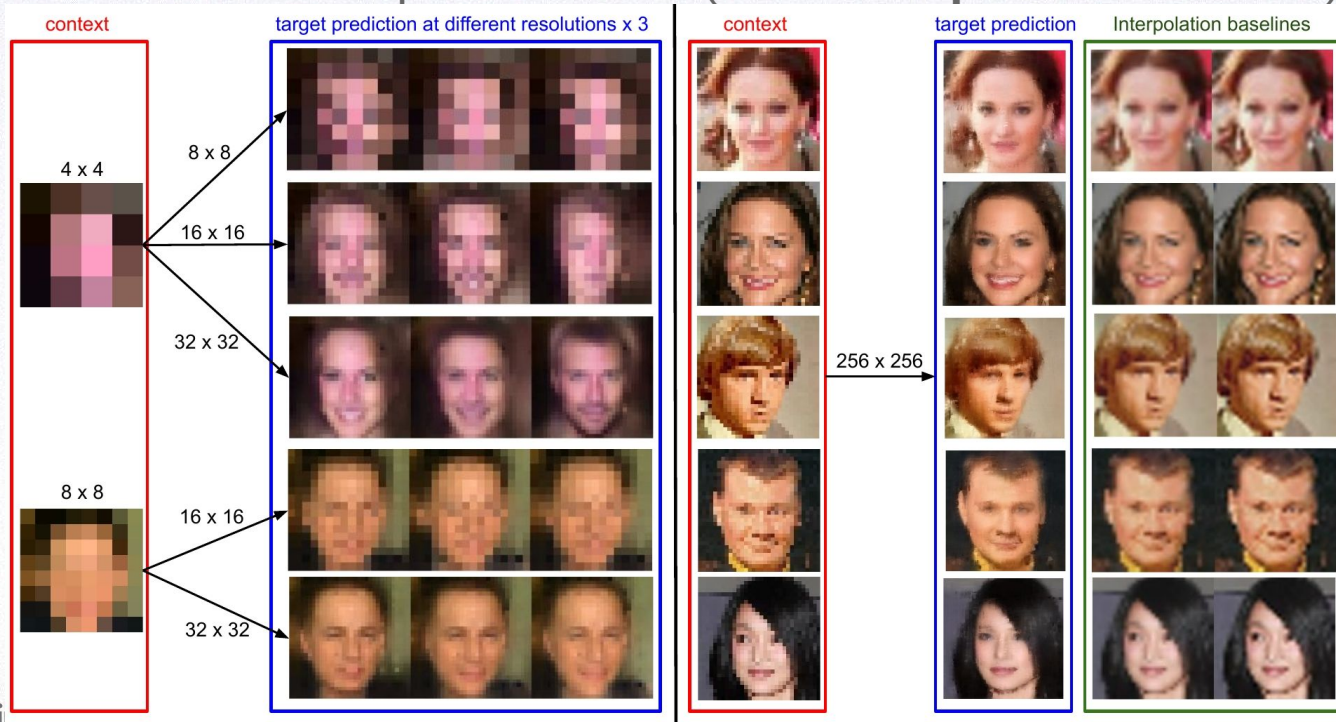 context
target prediction at different resolutions x 3
context
target prediction
Interpolation baselines
4 x 4
8 x 8
16 x 16
32 x 32
8 x 8
16 x 16
32 x 32
256 x 256